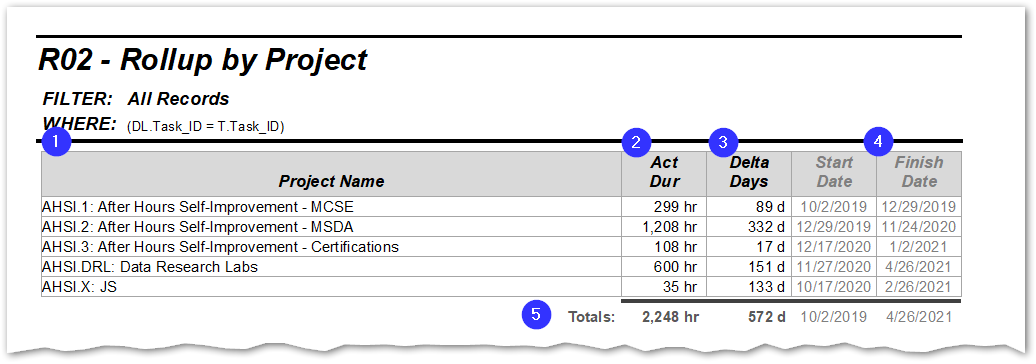 R02 - Rollup by Project
FILTER: All Records
WHERE: (DL.Task_ID = T.Task_ID)
1 2 3 4
Project Name Act Dur Delta Days Start Date Finish Date
AHSI.1: After Hours Self-Improvement - MCSE 299 hr 89 d 10/2/2019 12/29/2019
AHSI.2: After Hours Self-Improvement - MSDA 1,208 hr 332 d 12/29/2019 11/24/2020
AHSI.3: After Hours Self-Improvement - Certifications 108 hr 17 d 12/17/2020 1/2/2021
AHSI.DRL: Data Research Labs 600 hr 151 d 11/27/2020 4/26/2021
AHSI.X: JS 35 hr 133 d 10/17/2020 2/26/2021
5 Totals: 2,248 hr 572 d 10/2/2019 4/26/2021